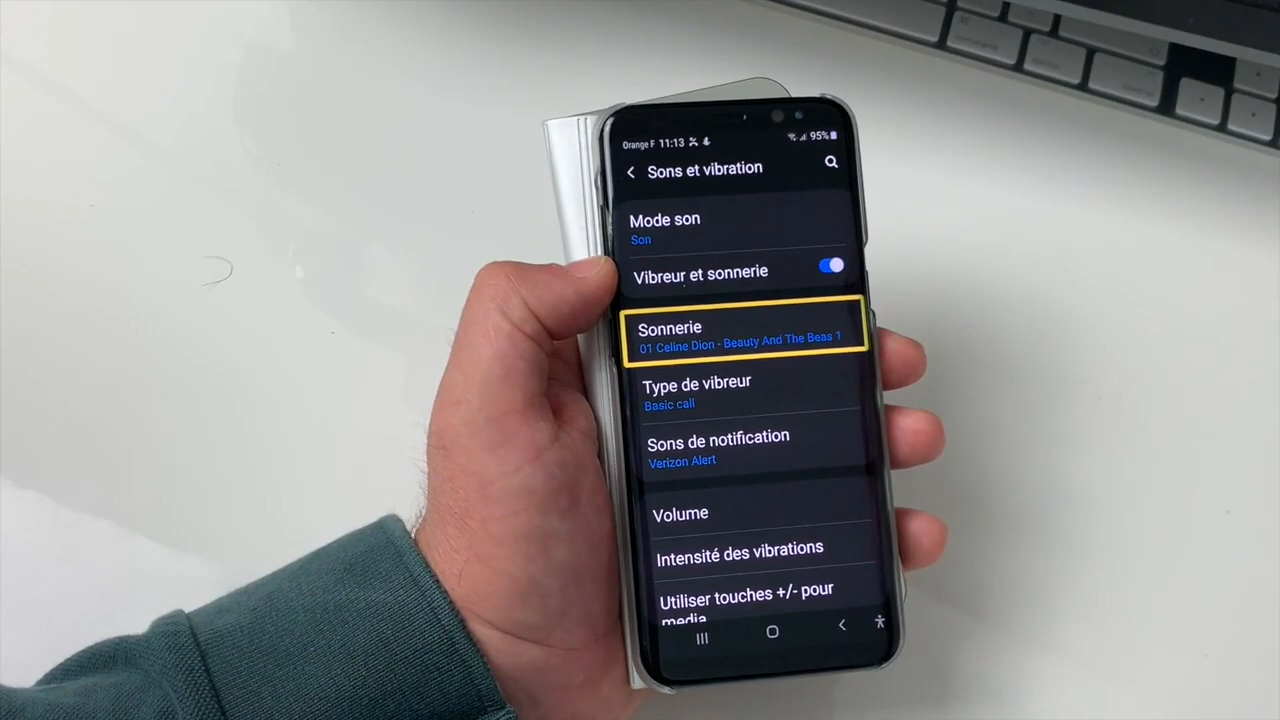 Orange F 11:13 95%
Sons et vibration
Mode son
Son
Vibreur et sonnerie
Sonnerie
01 Celine Dion - Beauty And The Beas 1
Type de vibreur
Basic call
Sons de notification
Verizon Alert
Volume
Intensité des vibrations
Utiliser touches +/- pour
media